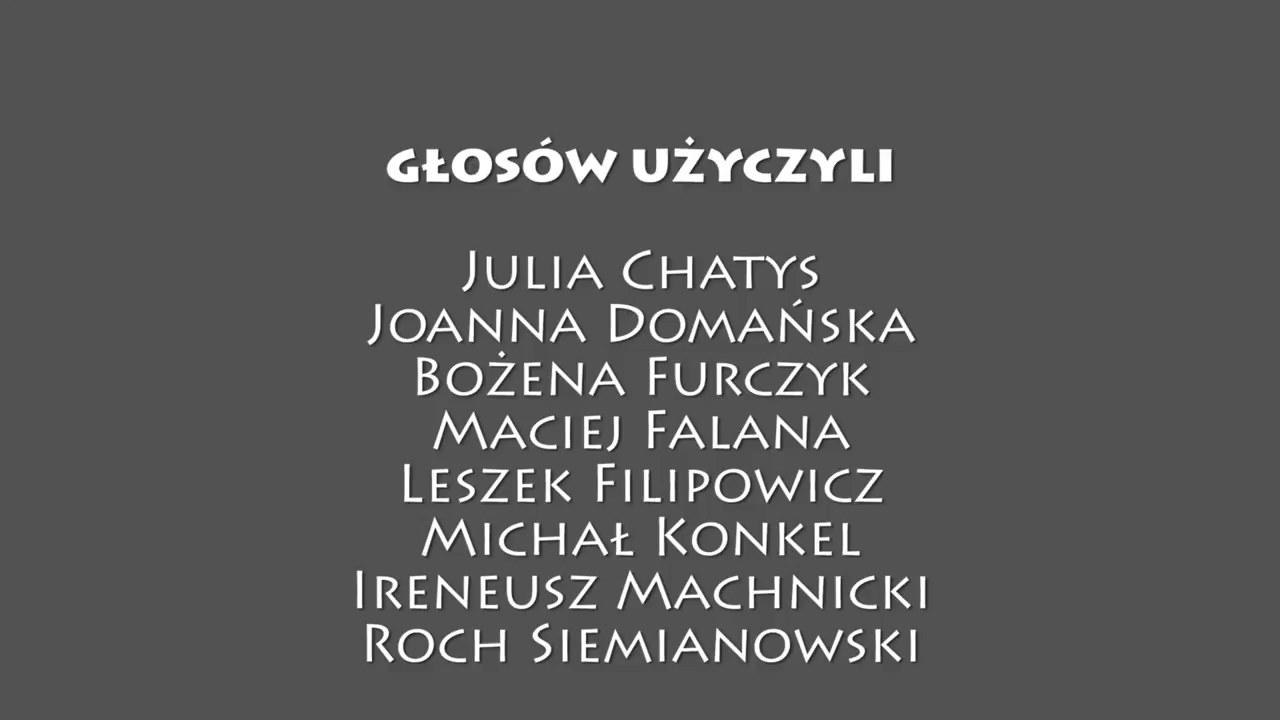 GŁOSÓW UŻYCZYLI
Julia Chatys
Joanna Domańska
Bożena Furczyk
Maciej Falana
Leszek Filipowicz
Michał Konkel
Ireneusz Machnicki
Roch Siemianowski